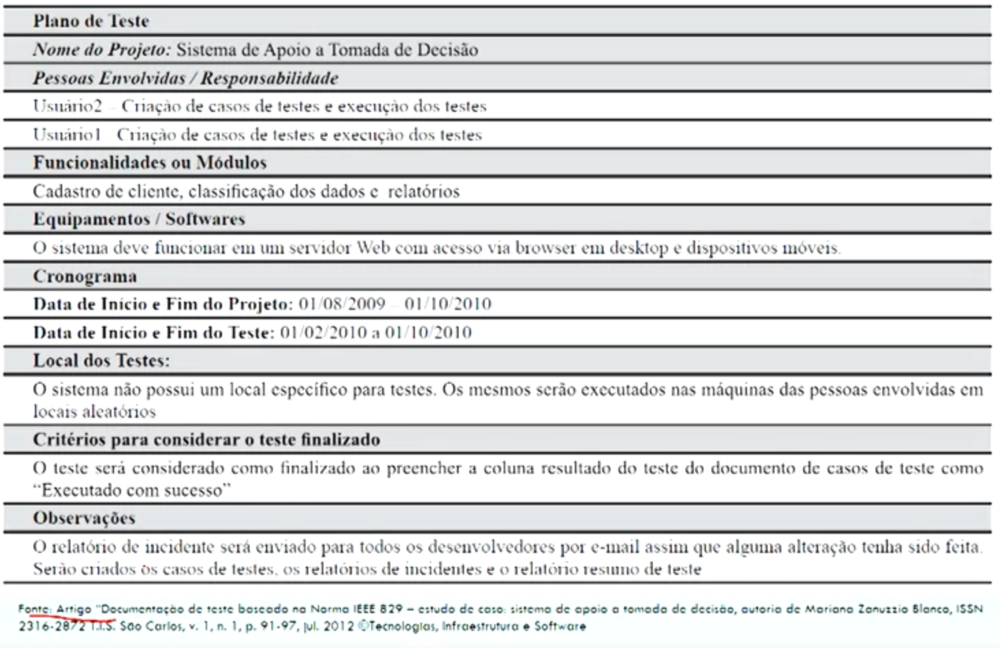 Plano de Teste
Nome do Projeto: Sistema de Apoio a Tomada de Decisão
Pessoas Envolvidas / Responsabilidade
Usuário2 – Criação de casos de testes e execução dos testes
Usuário1 Criação de casos de testes e execução dos testes
Funcionalidades ou Módulos
Cadastro de cliente, classificação dos dados e relatórios
Equipamentos / Softwares
O sistema deve funcionar em um servidor Web com acesso via browser em desktop e dispositivos móveis.
Cronograma
Data de Início e Fim do Projeto: 01/08/2009 – 01/10/2010
Data de Início e Fim do Teste: 01/02/2010 a 01/10/2010
Local dos Testes:
O sistema não possui um local específico para testes. Os mesmos serão executados nas máquinas das pessoas envolvidas em
locais aleatórios
Critérios para considerar o teste finalizado
O teste será considerado como finalizado ao preencher a coluna resultado do teste do documento de casos de teste como
“Executado com sucesso”
Observações
O relatório de incidente será enviado para todos os desenvolvedores por e-mail assim que alguma alteração tenha sido feita.
Serão criados os casos de testes, os relatórios de incidentes e o relatório resumo de teste
Fonte: Artigo "Documentação de teste baseado na Norma IEEE 829 – estudo de caso: sistema de apoio a tomada de decisão, autoria de Mariana Zanuzzio Blanco, ISSN
2316-2872 T.I.S. São Carlos, v. 1, n. 1, p. 91-97, jul. 2012 ©Tecnologias, Infraestrutura e Software